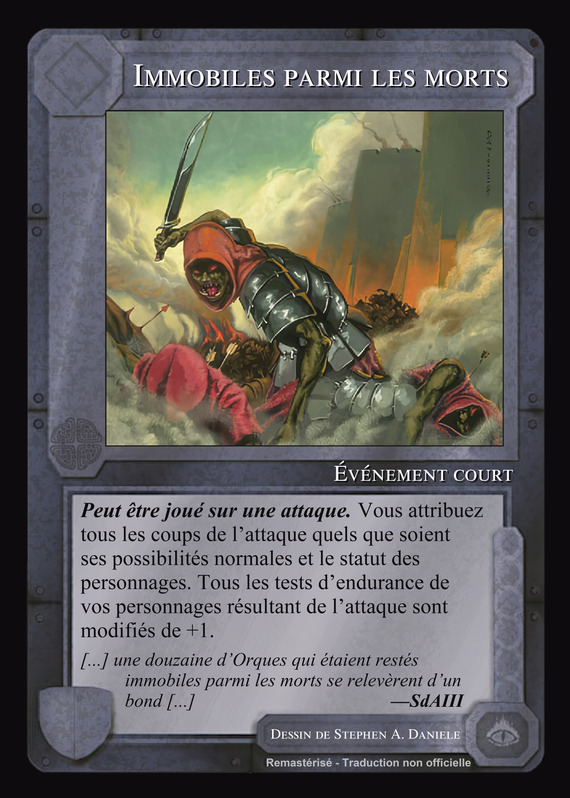 Immobiles parmi les morts
Événement court
Peut être joué sur une attaque. Vous attribuez
tous les coups de l'attaque quels que soient
ses possibilités normales et le statut des
personnages. Tous les tests d'endurance de
vos personnages résultant de l'attaque sont
modifiés de +1.
[...] une douzaine d'Orques qui étaient restés
immobiles parmi les morts se relevèrent d'un
bond [...] —SdAIII
Dessin de Stephen A. Daniele
Remastérisé - Traduction non officielle